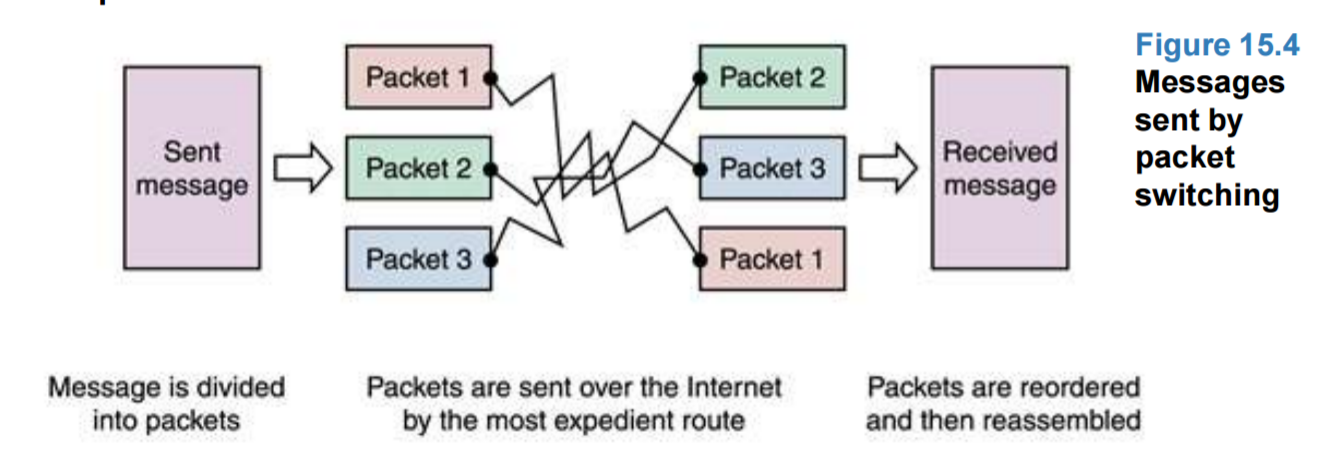 Figure 15.4
Messages
sent by
packet
switching
Sent
message
Packet 1
Packet 2
Packet 3
Packet 2
Packet 3
Packet 1
Received
message
Message is divided
into packets
Packets are sent over the Internet
by the most expedient route
Packets are reordered
and then reassembled